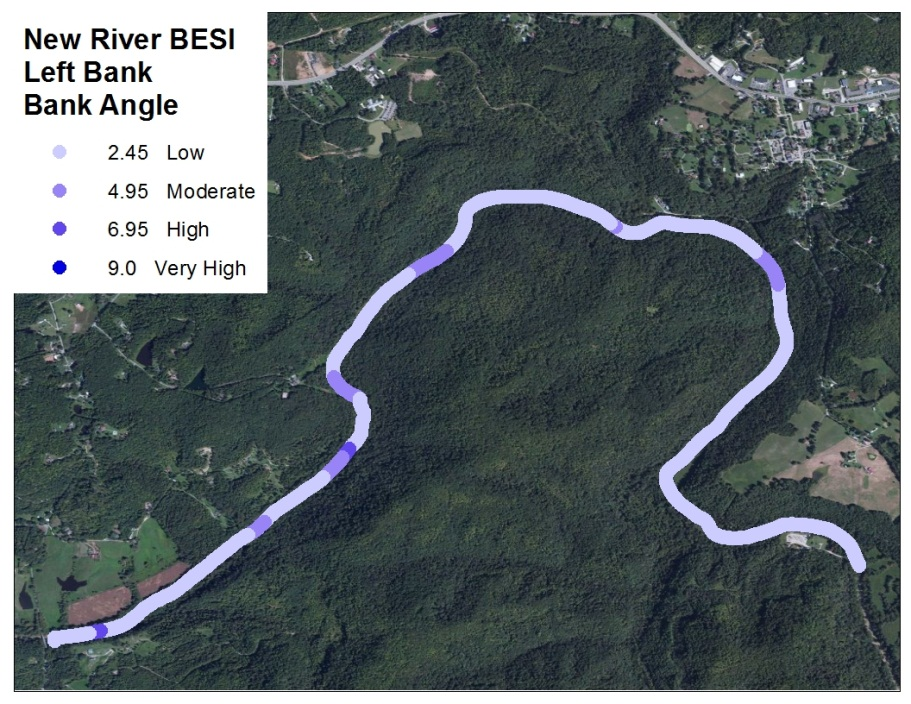 New River BESI
Left Bank
Bank Angle
2.45 Low
4.95 Moderate
6.95 High
9.0 Very High